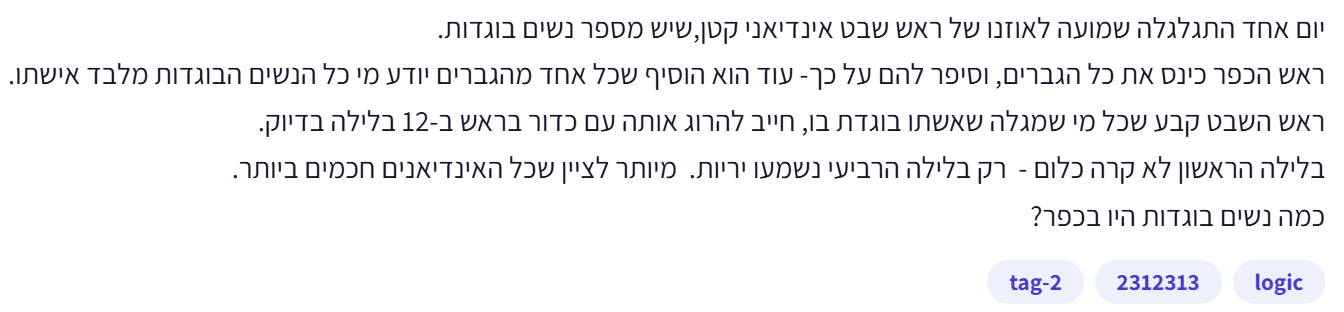 יום אחד התגלגלה שמועה לאוזנו של ראש שבט אינדיאני קטן,שיש מספר נשים בוגדות.
ראש הכפר כינס את כל הגברים, וסיפר להם על כך- עוד הוא הוסיף שכל אחד מהגברים יודע מי כל הנשים הבוגדות מלבד אישתו.
ראש השבט קבע שכל מי שמגלה שאשתו בוגדת בו, חייב להרוג אותה עם כדור בראש ב-12 בלילה בדיוק.
בלילה הראשון לא קרה כלום - רק בלילה הרביעי נשמעו יריות. מיותר לציין שכל האינדיאנים חכמים ביותר.
כמה נשים בוגדות היו בכפר?
logic 2312313 tag-2